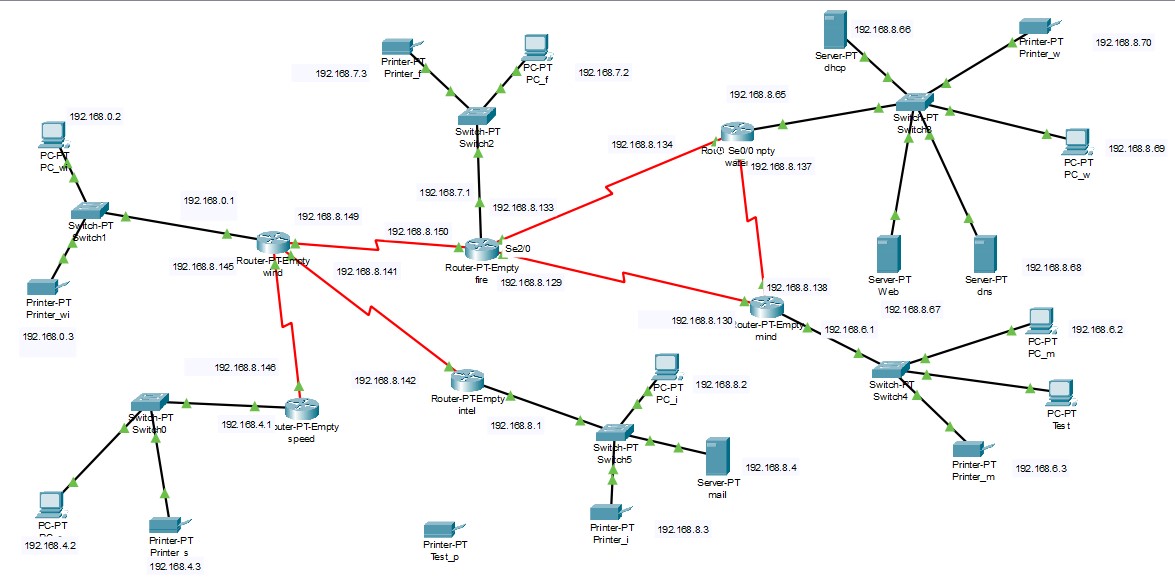 192.168.8.66
Printer-PT
Printer_w
192.168.8.70
Server-PT
dhcp
192.168.7.3
Printer-PT
Printer_f
PC-PT
PC_f
192.168.7.2
192.168.8.65
Switch-PT
Switch3
192.168.0.2
Switch-PT
Switch2
PC-PT
PC_wi
192.168.8.134
Se0/0
water
192.168.8.137
PC-PT
PC_w
192.168.8.69
192.168.7.1
192.168.8.133
192.168.0.1
192.168.8.149
192.168.8.150
Switch-PT
Switch1
Se2/0
Router-PT-Empty
wind
192.168.8.145
192.168.8.141
Router-PT-Empty
fire
192.168.8.129
Server-PT
Web
Server-PT
dns
192.168.8.68
192.168.8.67
Printer-PT
Printer_wi
192.168.0.3
192.168.8.138
192.168.8.130
outer-PT-Empty
mind
192.168.6.1
PC-PT
PC_m
192.168.6.2
192.168.8.146
192.168.8.142
Router-PT-Empty
intel
PC-PT
PC_i
192.168.8.2
Switch-PT
Switch4
PC-PT
Test
Switch-PT
Switch0
192.168.4.1
uter-PT-Empty
speed
192.168.8.1
Switch-PT
Switch5
Server-PT
mail
192.168.8.4
Printer-PT
Printer_m
192.168.6.3
PC-PT
192.168.4.2
Printer-PT
Printer_s
192.168.4.3
Printer-PT
Test_p
Printer-PT
Printer_i
192.168.8.3